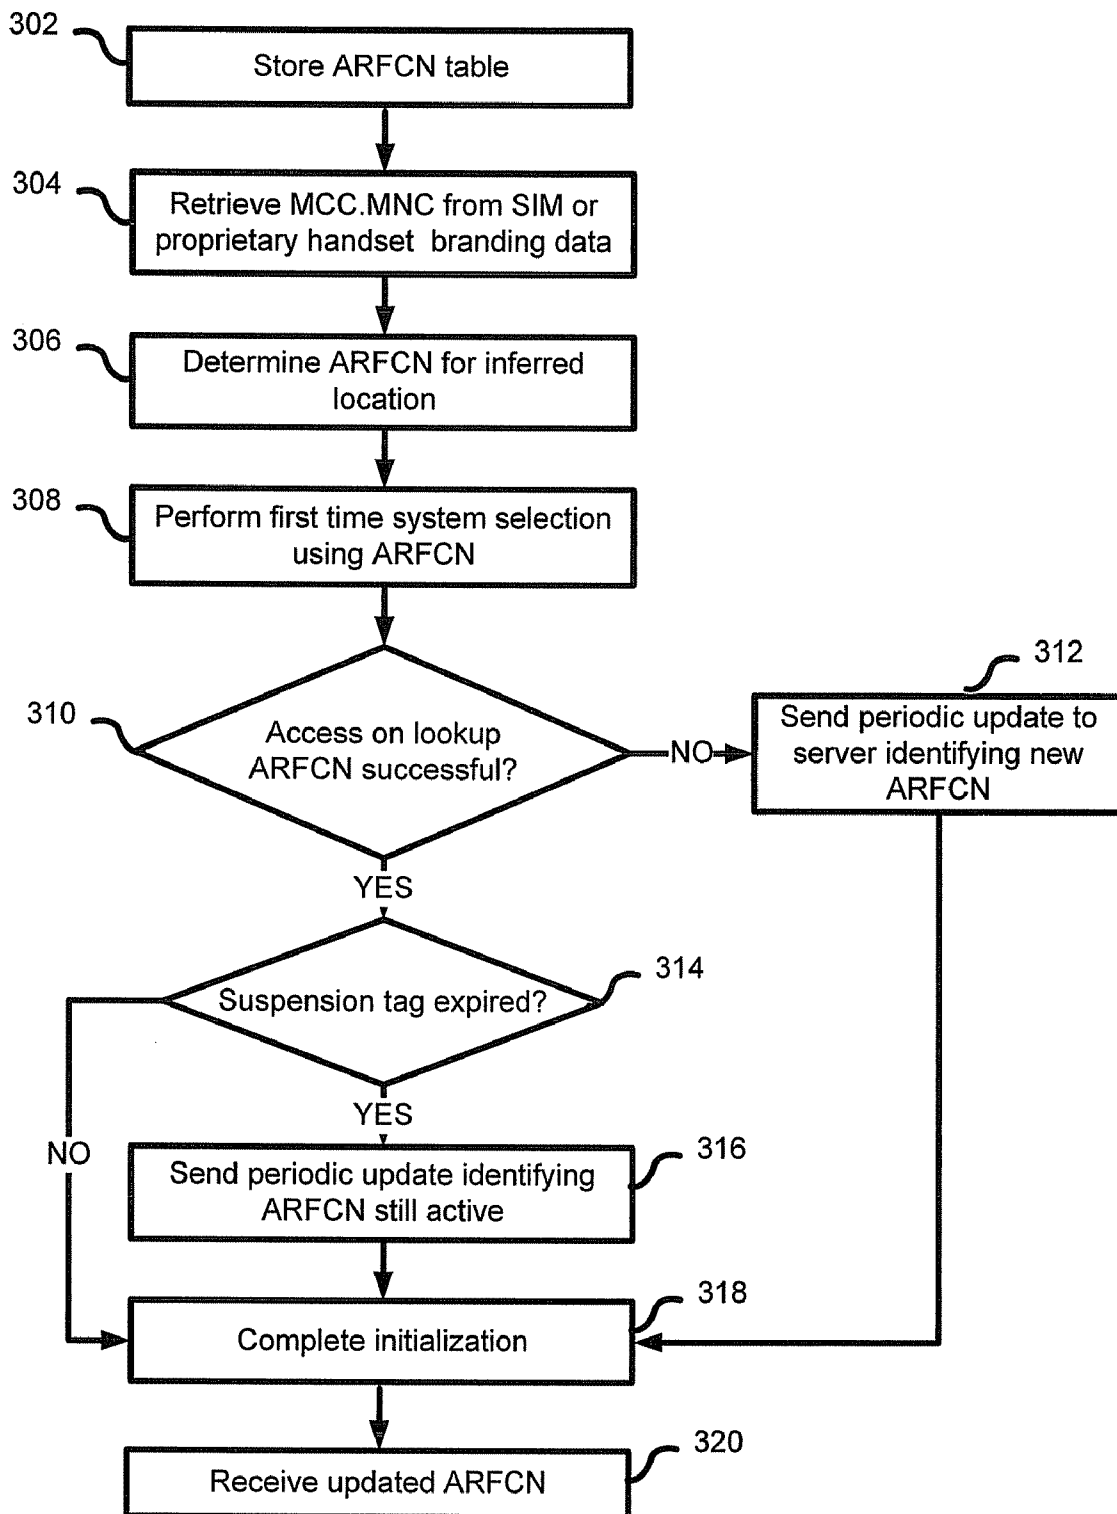 302
Store ARFCN table
304
Retrieve MCC.MNC from SIM or
proprietary handset branding data
306
Determine ARFCN for inferred
location
308
Perform first time system selection
using ARFCN
310
Access on lookup
ARFCN successful?
NO
312
Send periodic update to
server identifying new
ARFCN
YES
314
Suspension tag expired?
NO
YES
316
Send periodic update identifying
ARFCN still active
318
Complete initialization
320
Receive updated ARFCN